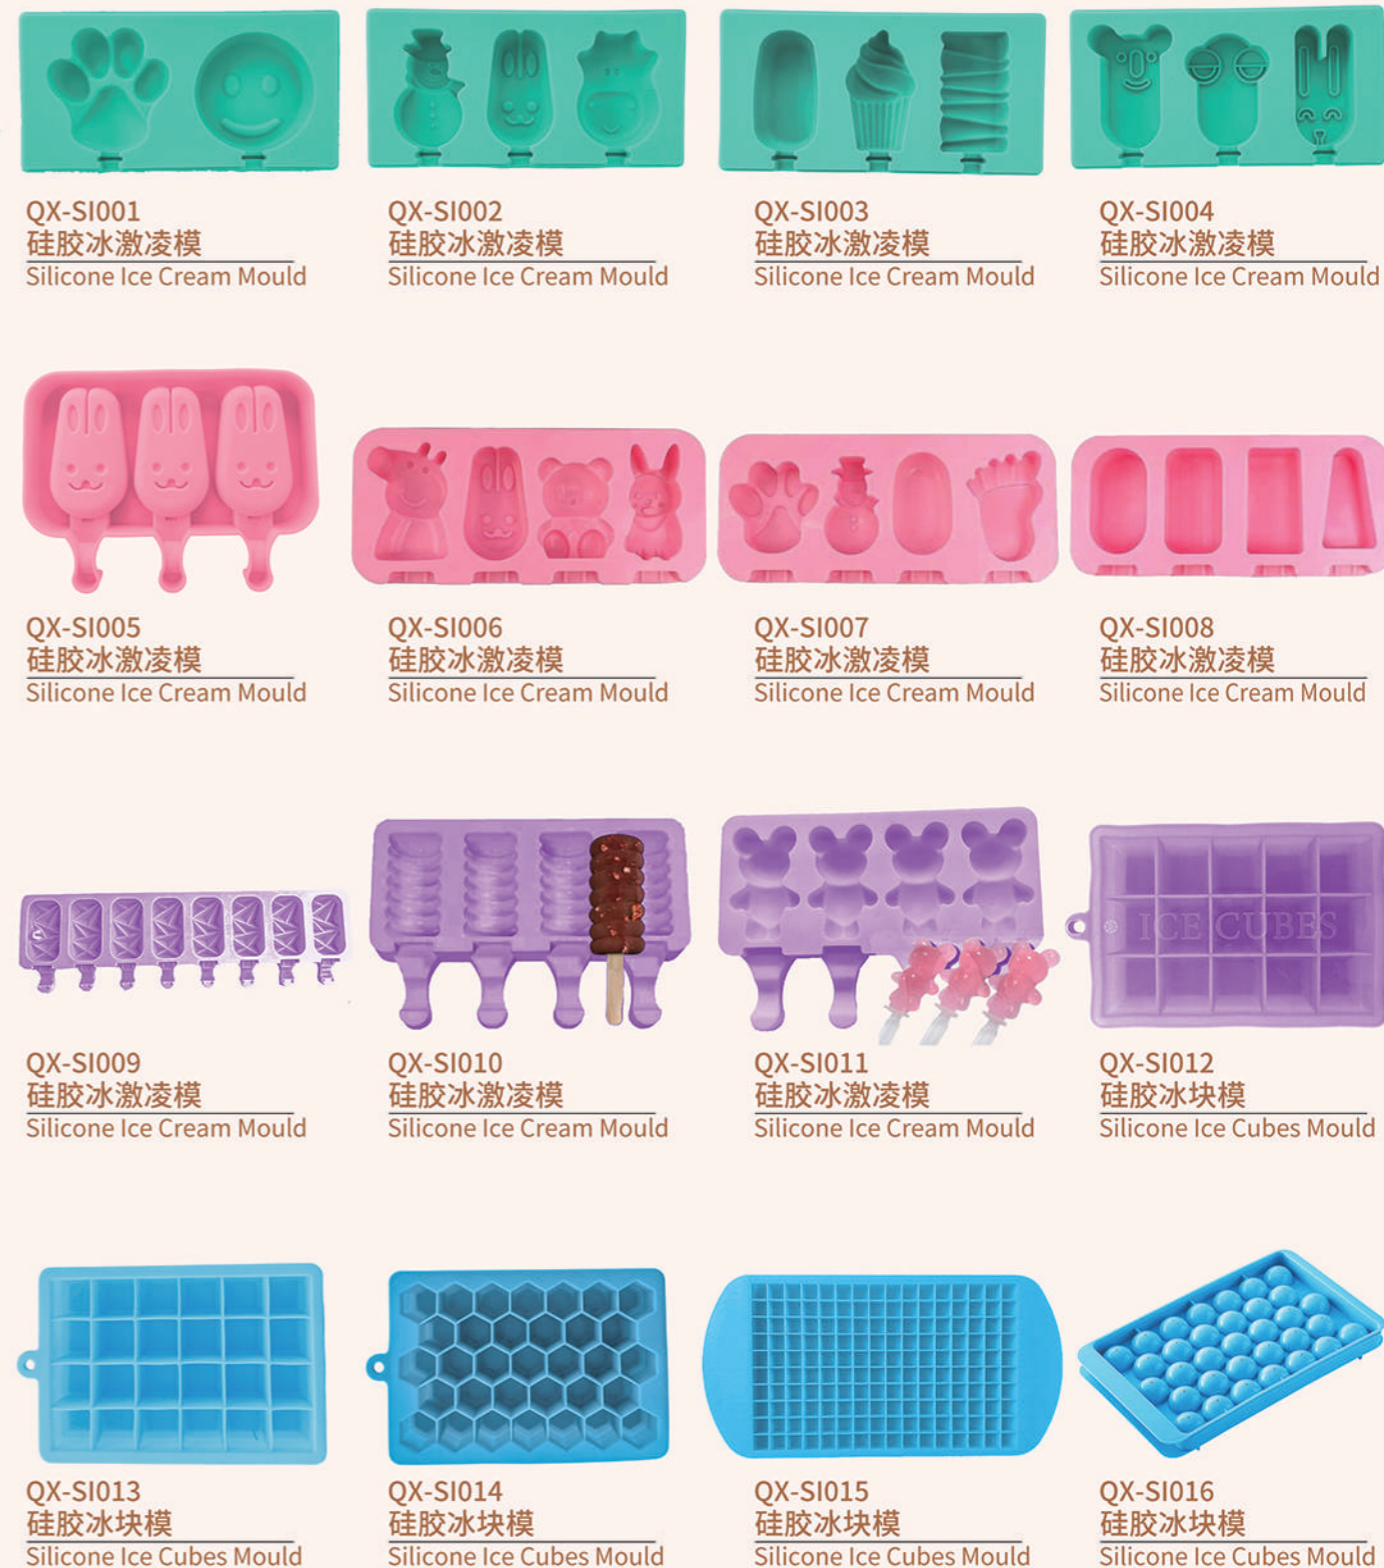 QX-SI001
硅胶冰激凌模
Silicone Ice Cream Mould
QX-SI002
硅胶冰激凌模
Silicone Ice Cream Mould
QX-SI003
硅胶冰激凌模
Silicone Ice Cream Mould
QX-SI004
硅胶冰激凌模
Silicone Ice Cream Mould
QX-SI005
硅胶冰激凌模
Silicone Ice Cream Mould
QX-SI006
硅胶冰激凌模
Silicone Ice Cream Mould
QX-SI007
硅胶冰激凌模
Silicone Ice Cream Mould
QX-SI008
硅胶冰激凌模
Silicone Ice Cream Mould
ICE CUBES
QX-SI009
硅胶冰激凌模
Silicone Ice Cream Mould
QX-SI010
硅胶冰激凌模
Silicone Ice Cream Mould
QX-SI011
硅胶冰激凌模
Silicone Ice Cream Mould
QX-SI012
硅胶冰块模
Silicone Ice Cubes Mould
QX-SI013
硅胶冰块模
Silicone Ice Cubes Mould
QX-SI014
硅胶冰块模
Silicone Ice Cubes Mould
QX-SI015
硅胶冰块模
Silicone Ice Cubes Mould
QX-SI016
硅胶冰块模
Silicone Ice Cubes Mould